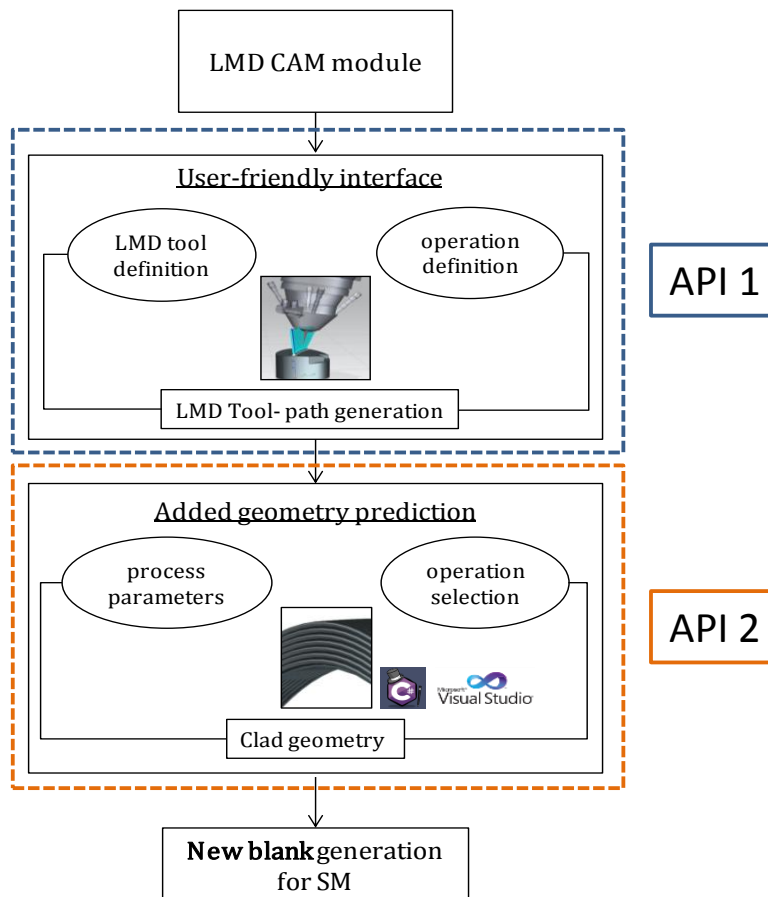 LMD CAM module
User-friendly interface
LMD tool
definition
operation
definition
LMD Tool- path generation
API 1
Added geometry prediction
process
parameters
operation
selection
C#
Microsoft
Visual Studio
Clad geometry
API 2
New blank generation
for SM